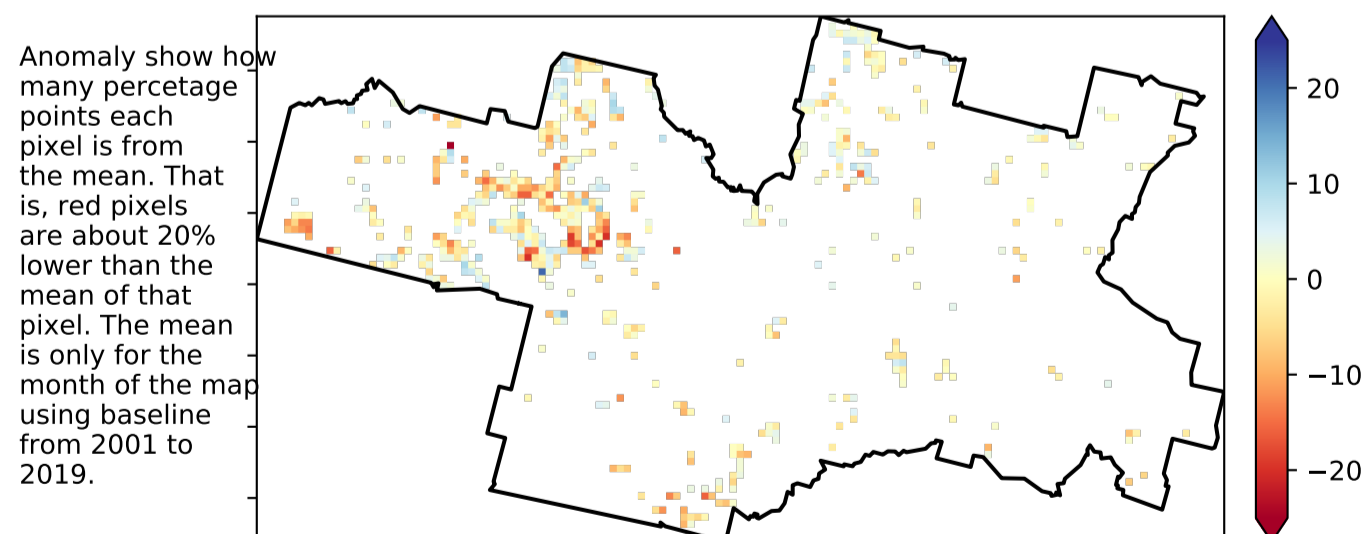 Anomaly show how
many percetage
points each
pixel is from
the mean. That
is, red pixels
are about 20%
lower than the
mean of that
pixel. The mean
is only for the
month of the map
using baseline
from 2001 to
2019.
20
10
0
−10
−20